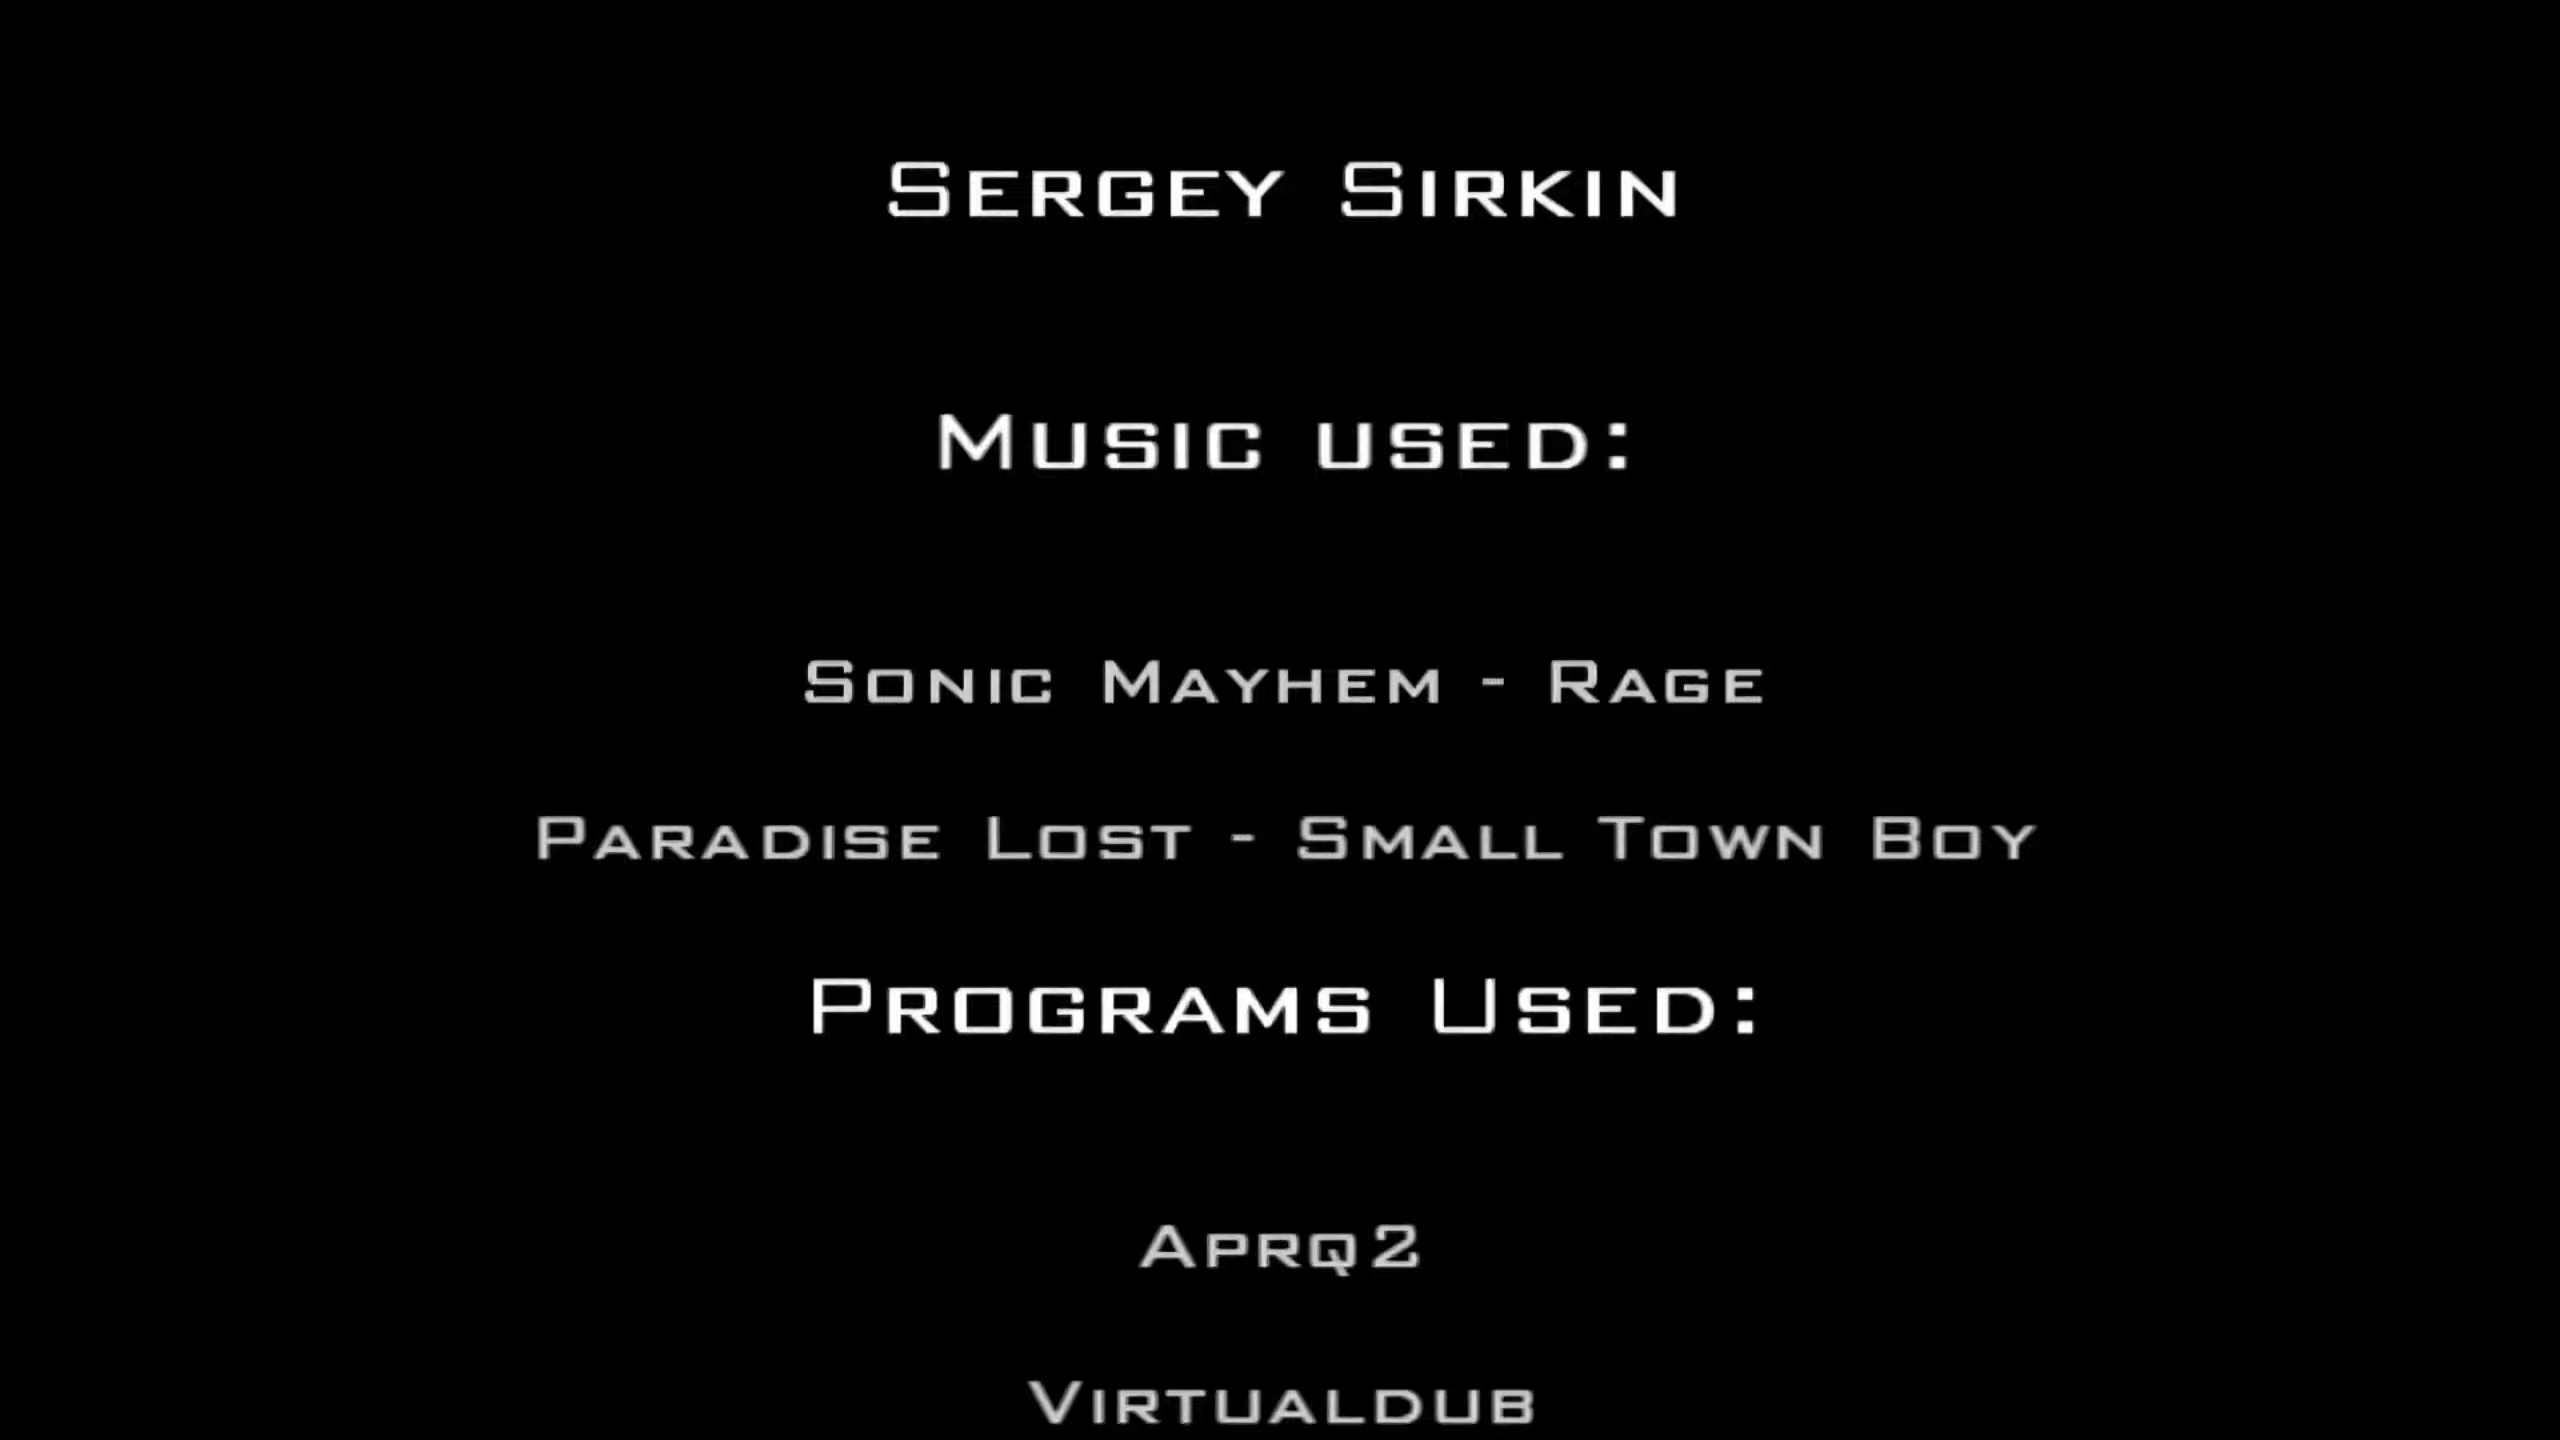 Sergey Sirkin
Music used:
Sonic Mayhem - Rage
Paradise Lost - Small Town Boy
Programs Used:
Aprq2
Virtualdub